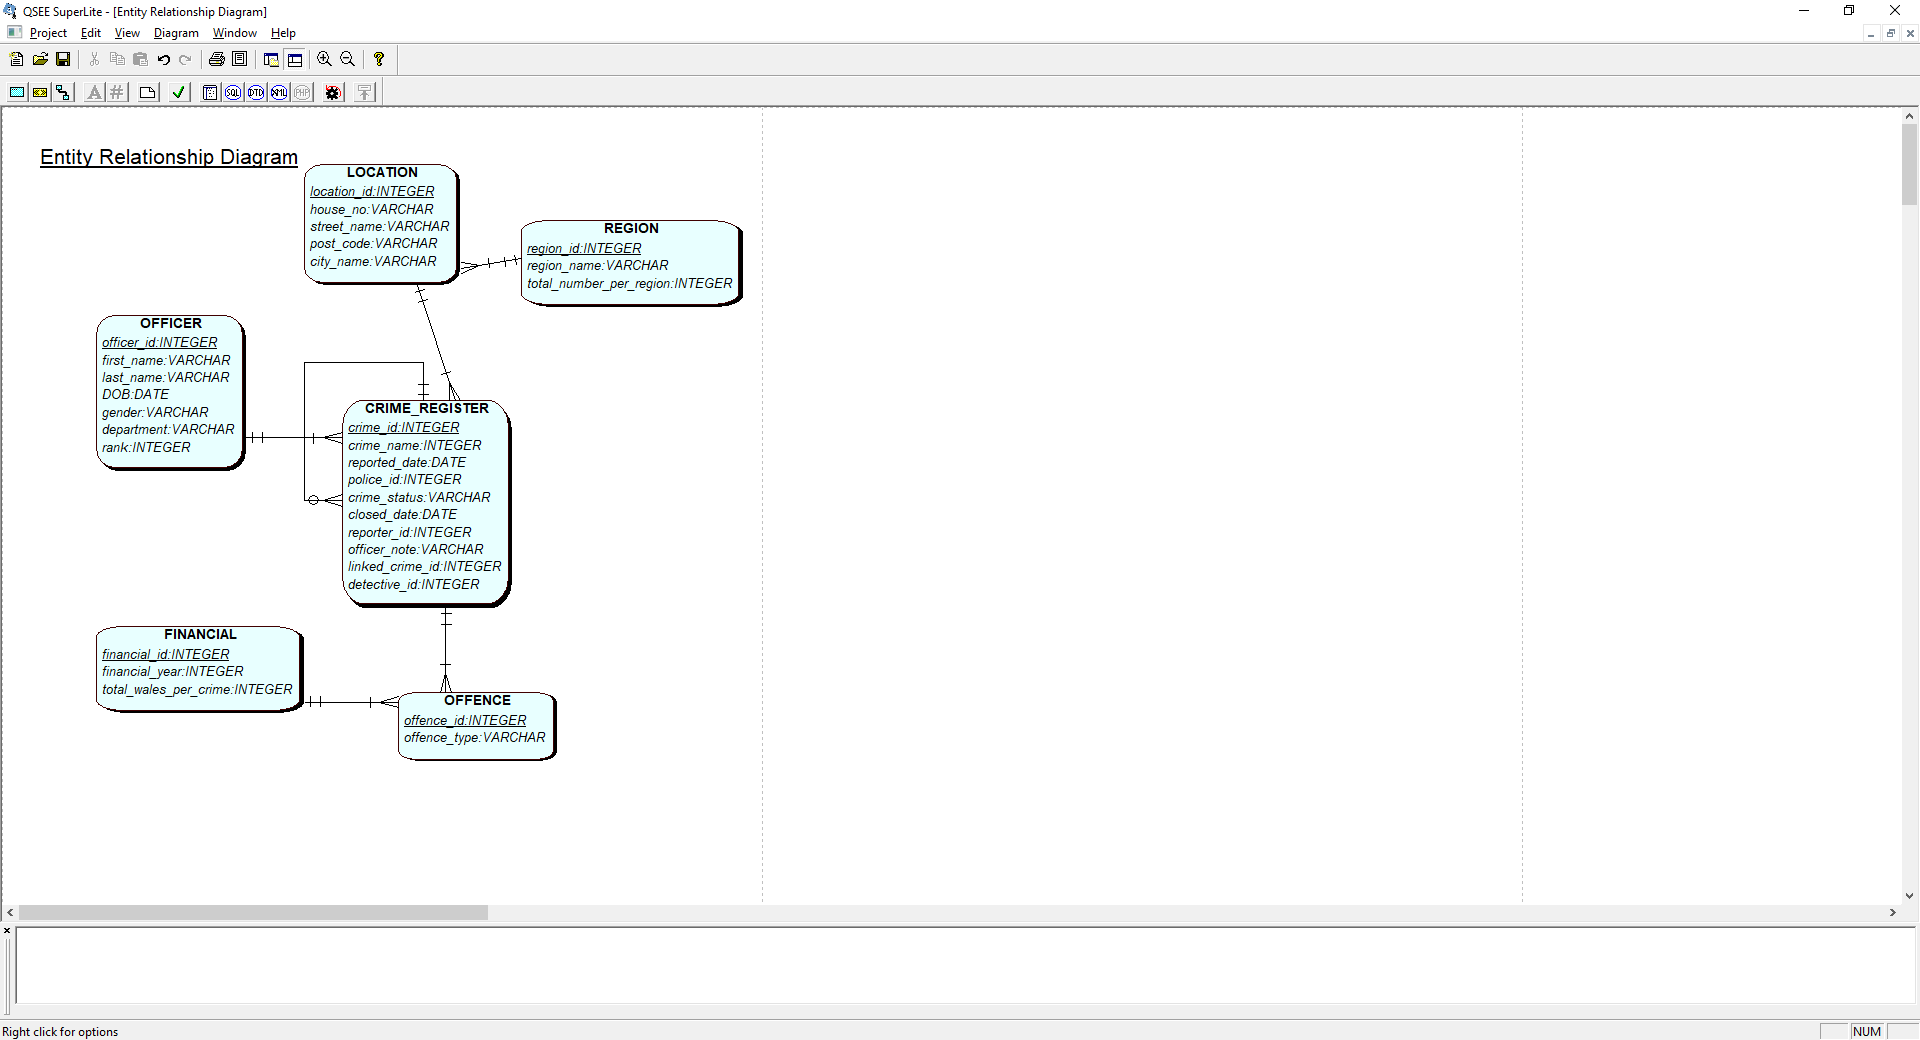 QSEE SuperLite - [Entity Relationship Diagram]
Project Edit View Diagram Window Help
SQL DTD XML PHP
Entity Relationship Diagram
LOCATION
location_id:INTEGER
house_no:VARCHAR
street_name:VARCHAR
post_code:VARCHAR
city_name:VARCHAR
REGION
region_id:INTEGER
region_name:VARCHAR
total_number_per_region:INTEGER
OFFICER
officer_id:INTEGER
first_name:VARCHAR
last_name:VARCHAR
DOB:DATE
gender:VARCHAR
department:VARCHAR
rank:INTEGER
CRIME_REGISTER
crime_id:INTEGER
crime_name:INTEGER
reported_date:DATE
police_id:INTEGER
crime_status:VARCHAR
closed_date:DATE
reporter_id:INTEGER
officer_note:VARCHAR
linked_crime_id:INTEGER
detective_id:INTEGER
FINANCIAL
financial_id:INTEGER
financial_year:INTEGER
total_wales_per_crime:INTEGER
OFFENCE
offence_id:INTEGER
offence_type:VARCHAR
Right click for options
NUM